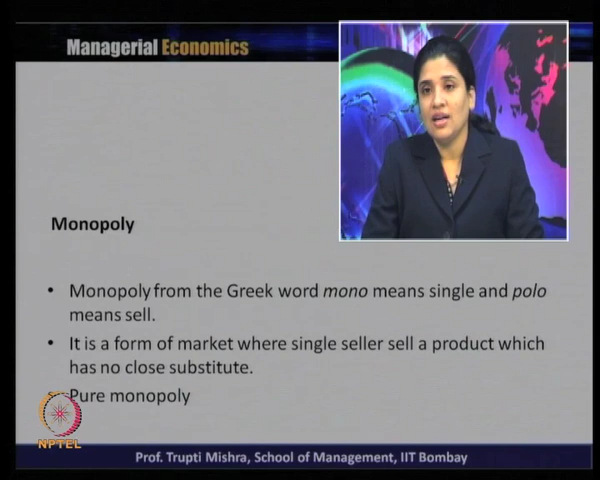 Managerial Economics
Monopoly
• Monopoly from the Greek word mono means single and polo
means sell.
• It is a form of market where single seller sell a product which
has no close substitute.
Pure monopoly
NPTEL
Prof. Trupti Mishra, School of Management, IIT Bombay